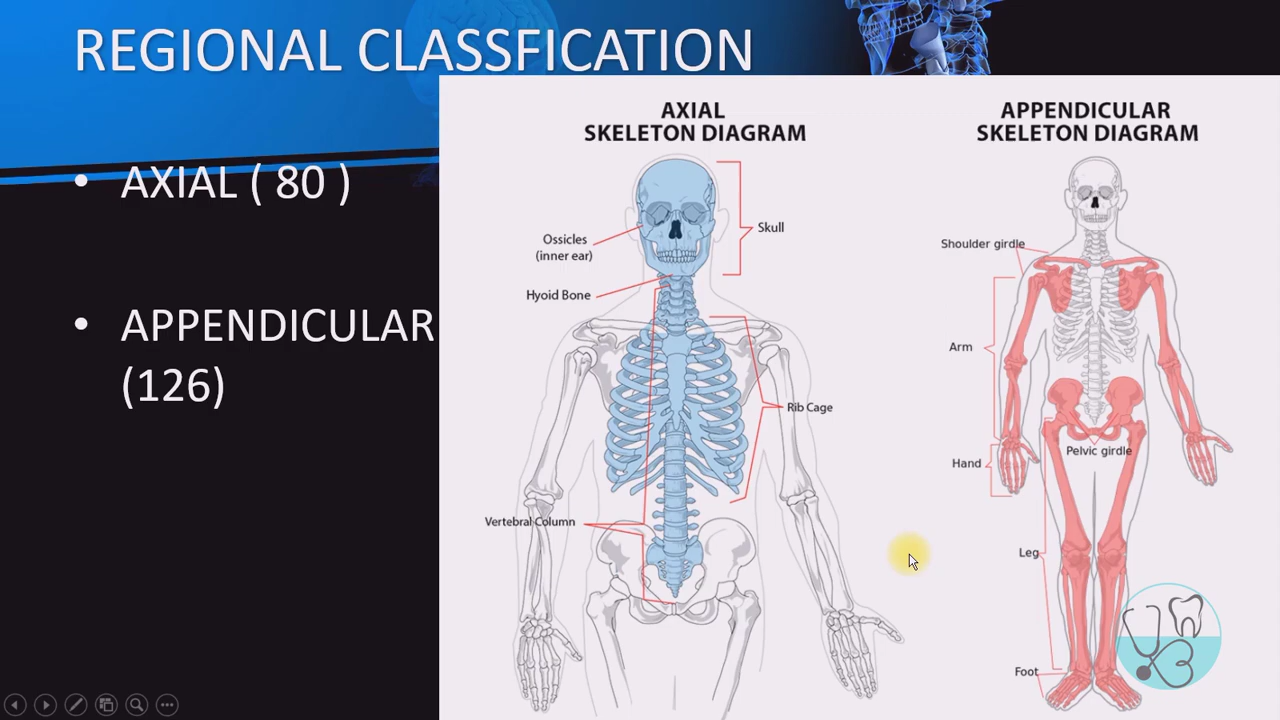 REGIONAL CLASSFICATION
• AXIAL ( 80 )
• APPENDICULAR
(126)
AXIAL
SKELETON DIAGRAM
Skull
Ossicles
(inner ear)
Hyoid Bone
Rib Cage
Vertebral Column
APPENDICULAR
SKELETON DIAGRAM
Shoulder girdle
Arm
Pelvic girdle
Hand
Leg
Foot